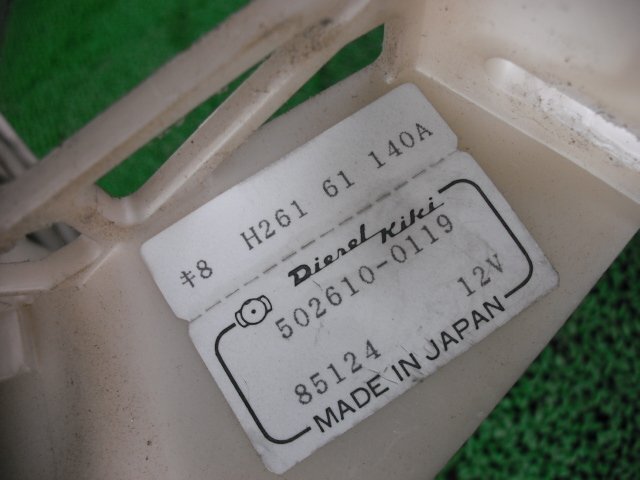 ｷ8 H261 61 140A
Diesel Kiki
502610-0119
12V
85124
MADE IN JAPAN